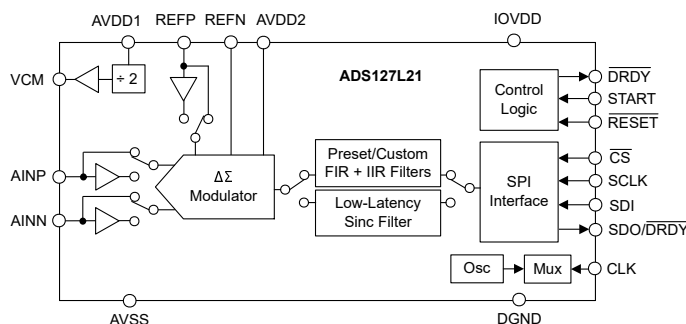 AVDD1
REFP
REFN
AVDD2
IOVDD
VCM
÷ 2
ADS127L21
Control
Logic
DRDY
START
RESET
AINP
AINN
ΔΣ
Modulator
Preset/Custom
FIR + IIR Filters
Low-Latency
Sinc Filter
SPI
Interface
CS
SCLK
SDI
SDO/DRDY
Osc
Mux
CLK
AVSS
DGND